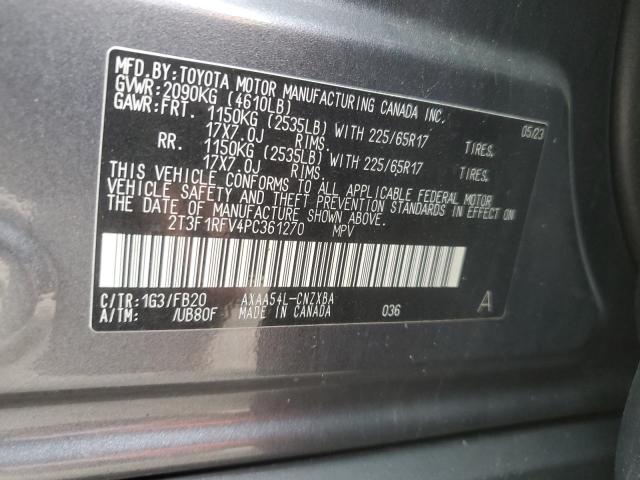 MFD.BY:TOYOTA MOTOR MANUFACTURING CANADA INC.
GVWR:2090KG (4610LB) 05/23
GAWR:FRT. 1150KG (2535LB) WITH 225/65R17 TIRES,
17X7.0J RIMS.
RR. 1150KG (2535LB) WITH 225/65R17 TIRES,
17X7.0J RIMS.
THIS VEHICLE CONFORMS TO ALL APPLICABLE FEDERAL MOTOR
VEHICLE SAFETY AND THEFT PREVENTION STANDARDS IN EFFECT ON
THE DATE OF MANUFACTURE SHOWN ABOVE.
2T3F1RFV4PC361270 MPV
C/TR:1G3/FB20 AXAA54L-CNZXBA A
A/TM: /UB80F MADE IN CANADA 036